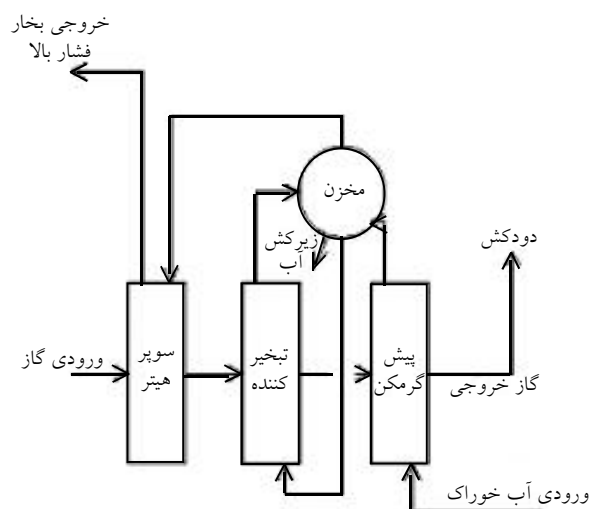 خروجی بخار
فشار بالا
مخزن
زیرکش
آب
دودکش
ورودی گاز
سوپر
هیتر
تبخیر
کننده
پیش
گرمکن
گاز خروجی
ورودی آب خوراک